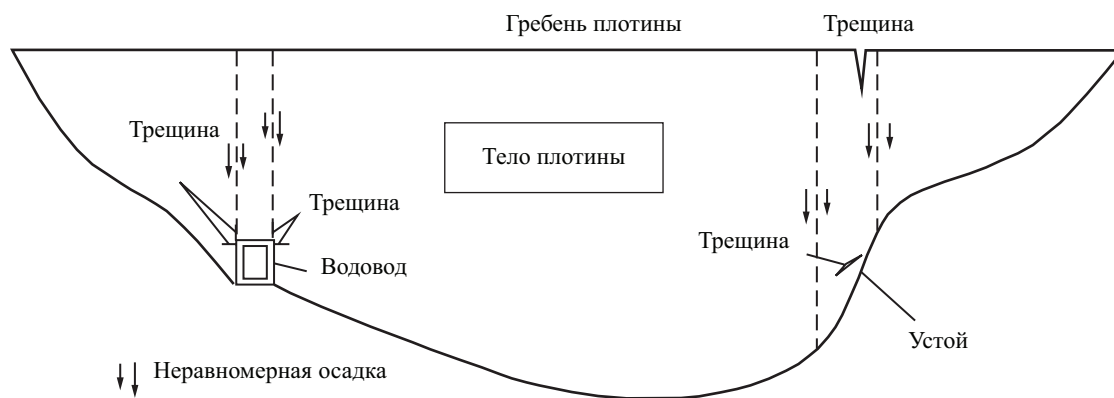 Гребень плотины
Трещина
Трещина
Тело плотины
Трещина
Трещина
Водовод
Устой
Неравномерная осадка